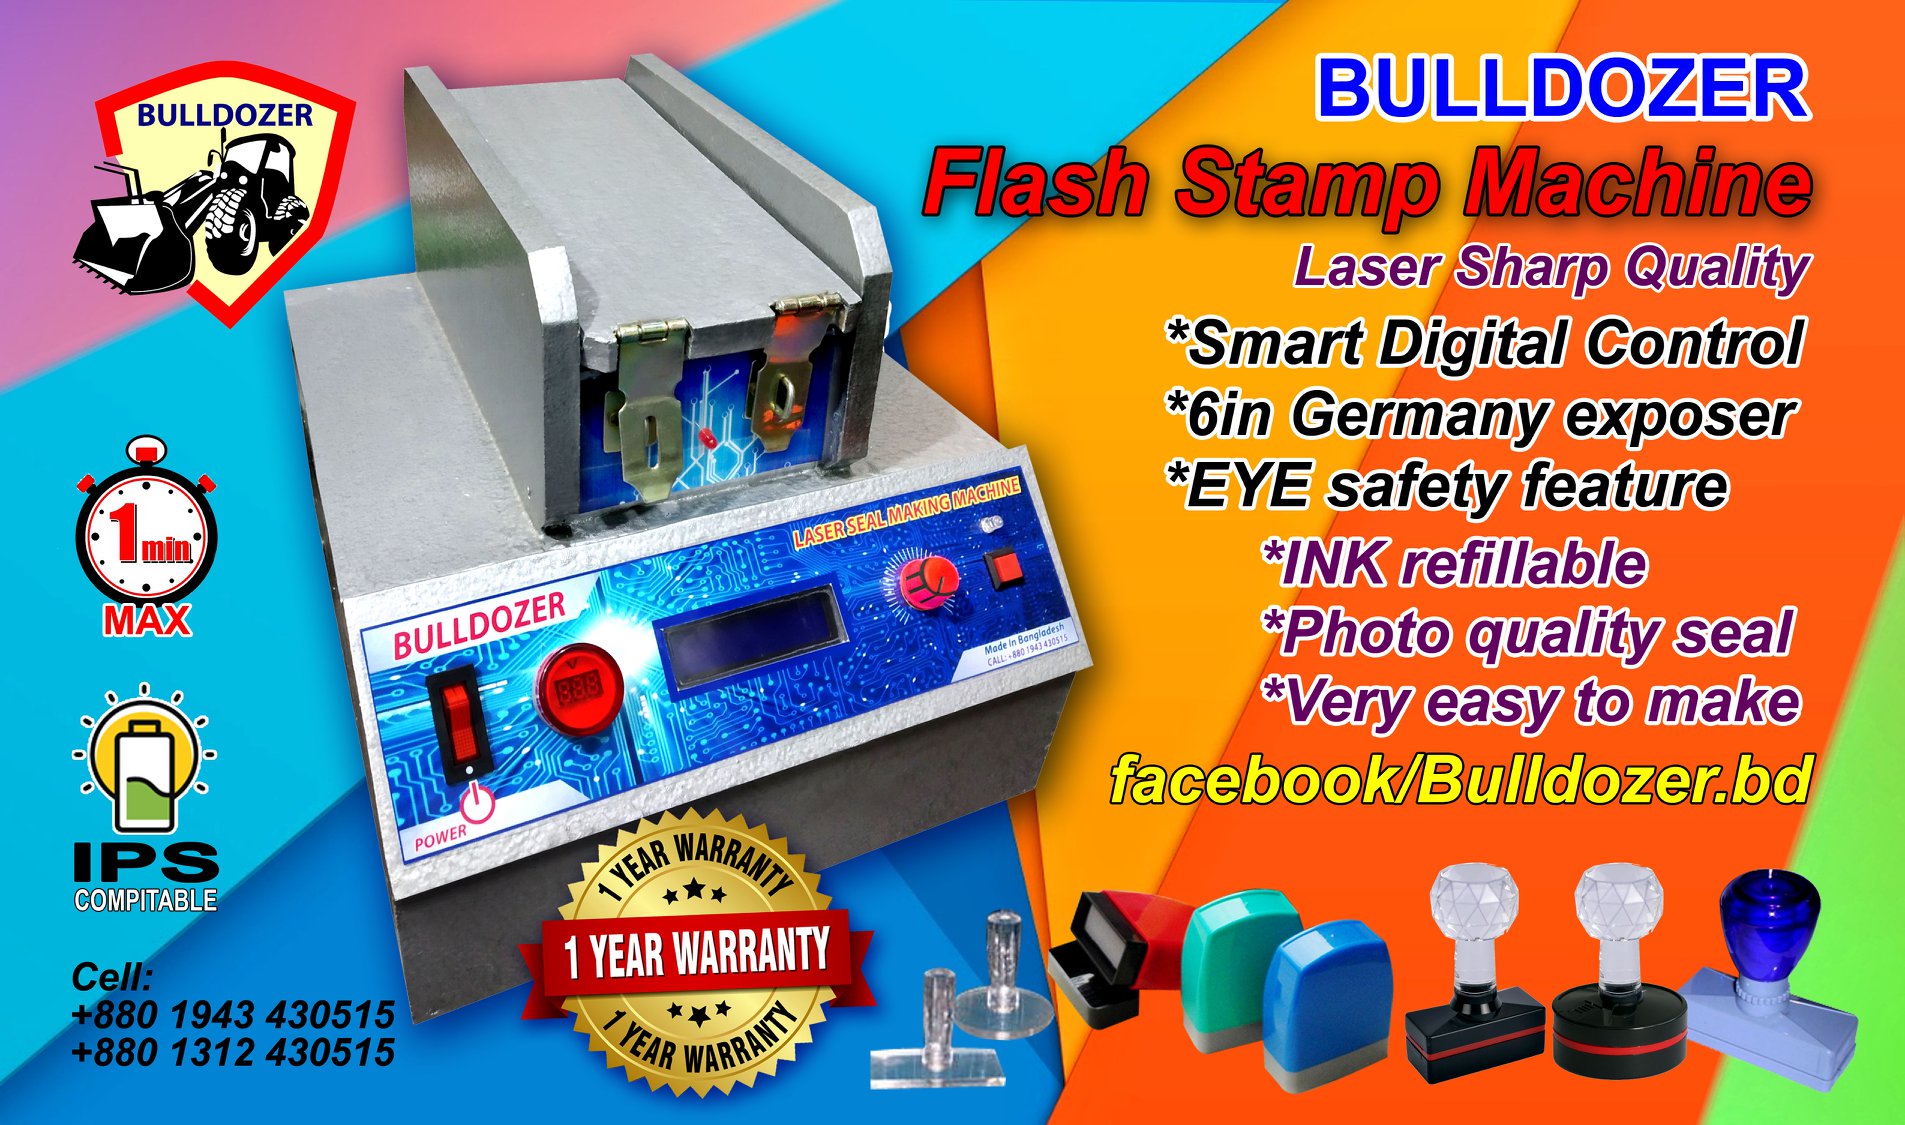 BULLDOZER
BULLDOZER
Flash Stamp Machine
Laser Sharp Quality
*Smart Digital Control
*6in Germany exposer
*EYE safety feature
*INK refillable
*Photo quality seal
*Very easy to make
facebook/Bulldozer.bd
1 min
MAX
IPS
COMPITABLE
Cell:
+880 1943 430515
+880 1312 430515
LASER SEAL MAKING MACHINE
BULLDOZER
V
Made In Bangladesh
CALL: +880 1943 430515
POWER
1 YEAR WARRANTY
1 YEAR WARRANTY
1 YEAR WARRANTY